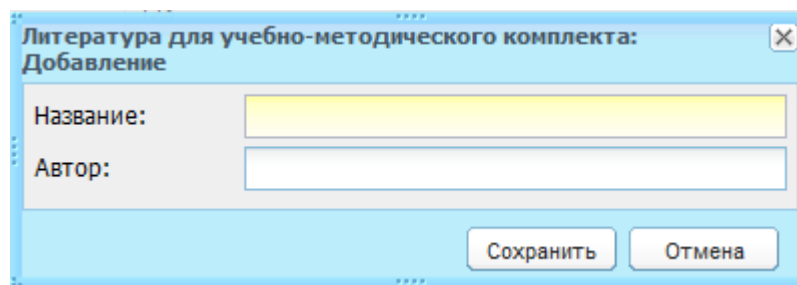 Литература для учебно-методического комплекта:
Добавление
Название:
Автор:
Сохранить Отмена